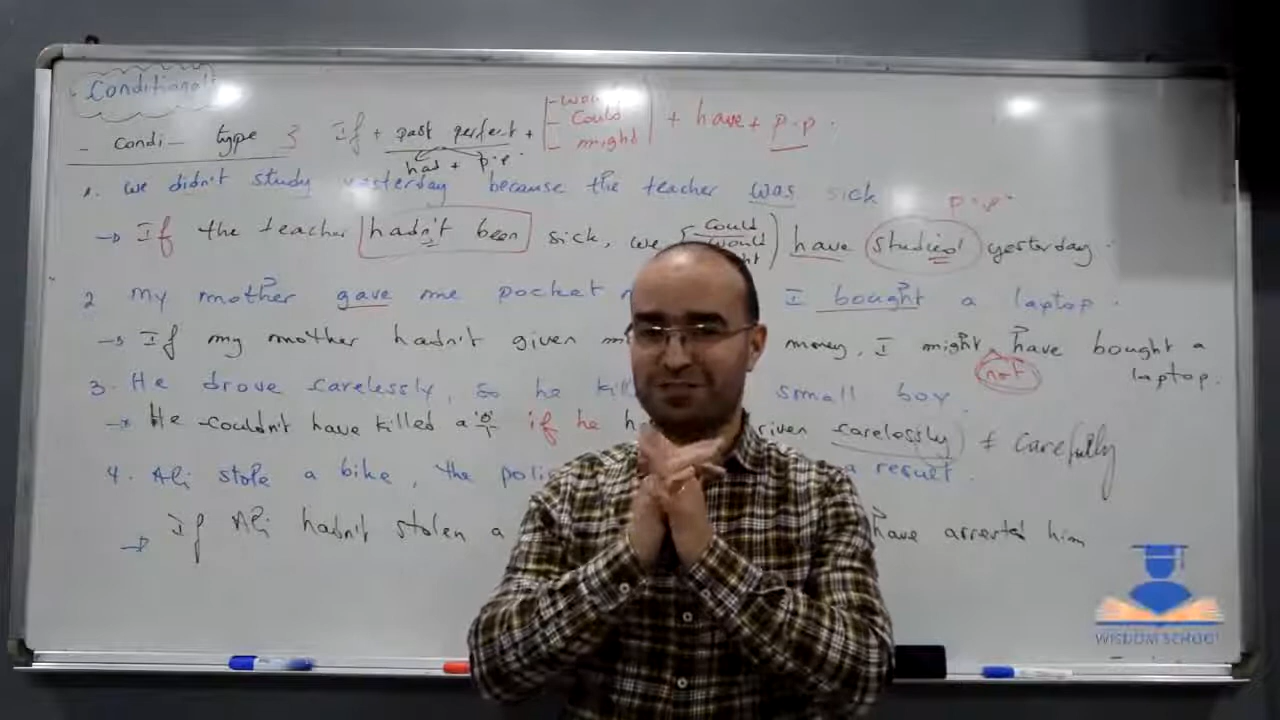 - Conditional
- Condi- type 3 If + past perfect + - Could - might + have + p.p.
had + p.p.
1. we didn't study yesterday because the teacher was sick
p.p.
→ If the teacher hadn't been sick, we could would have studied yesterday.
2 My mother gave me pocket I bought a laptop.
→ If my mother hadn't given money, I might have bought a laptop.
not
3. He drove carelessly, so he small boy
→ He couldn't have killed a if he carelessly ≠ carefully
4. Ali stole a bike, the a result.
→ If Ali hadn't stolen a have arrested him
WISDOM SCHOOL